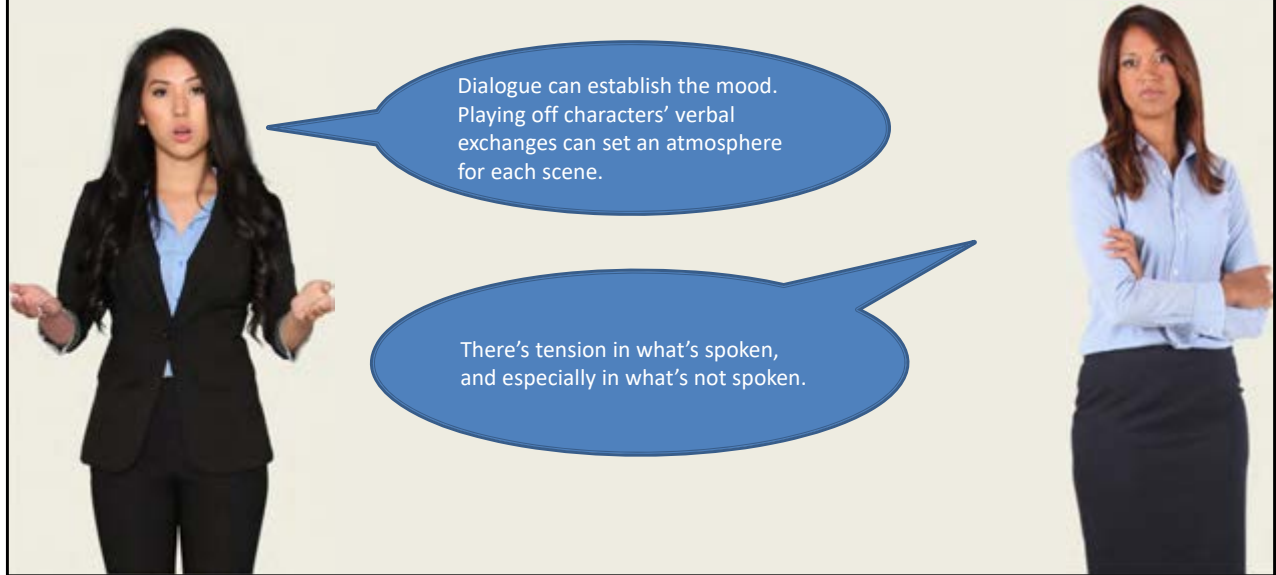 Dialogue can establish the mood.
Playing off characters’ verbal
exchanges can set an atmosphere
for each scene.
There’s tension in what’s spoken,
and especially in what’s not spoken.